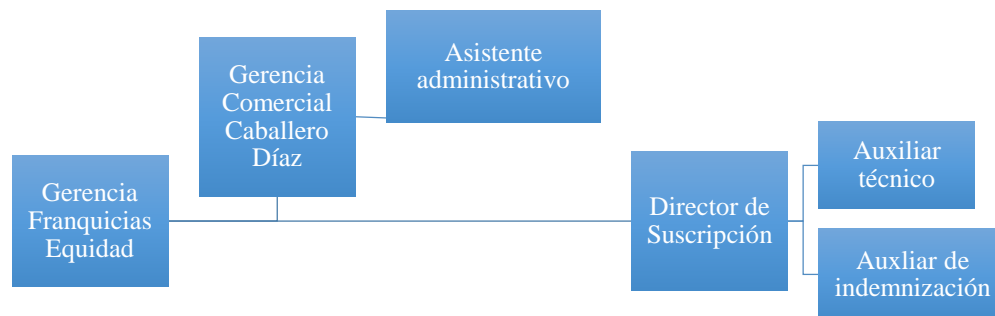 Gerencia
Franquicias
Equidad
Gerencia
Comercial
Caballero
Díaz
Asistente
administrativo
Director de
Suscripción
Auxiliar
técnico
Auxliar de
indemnización